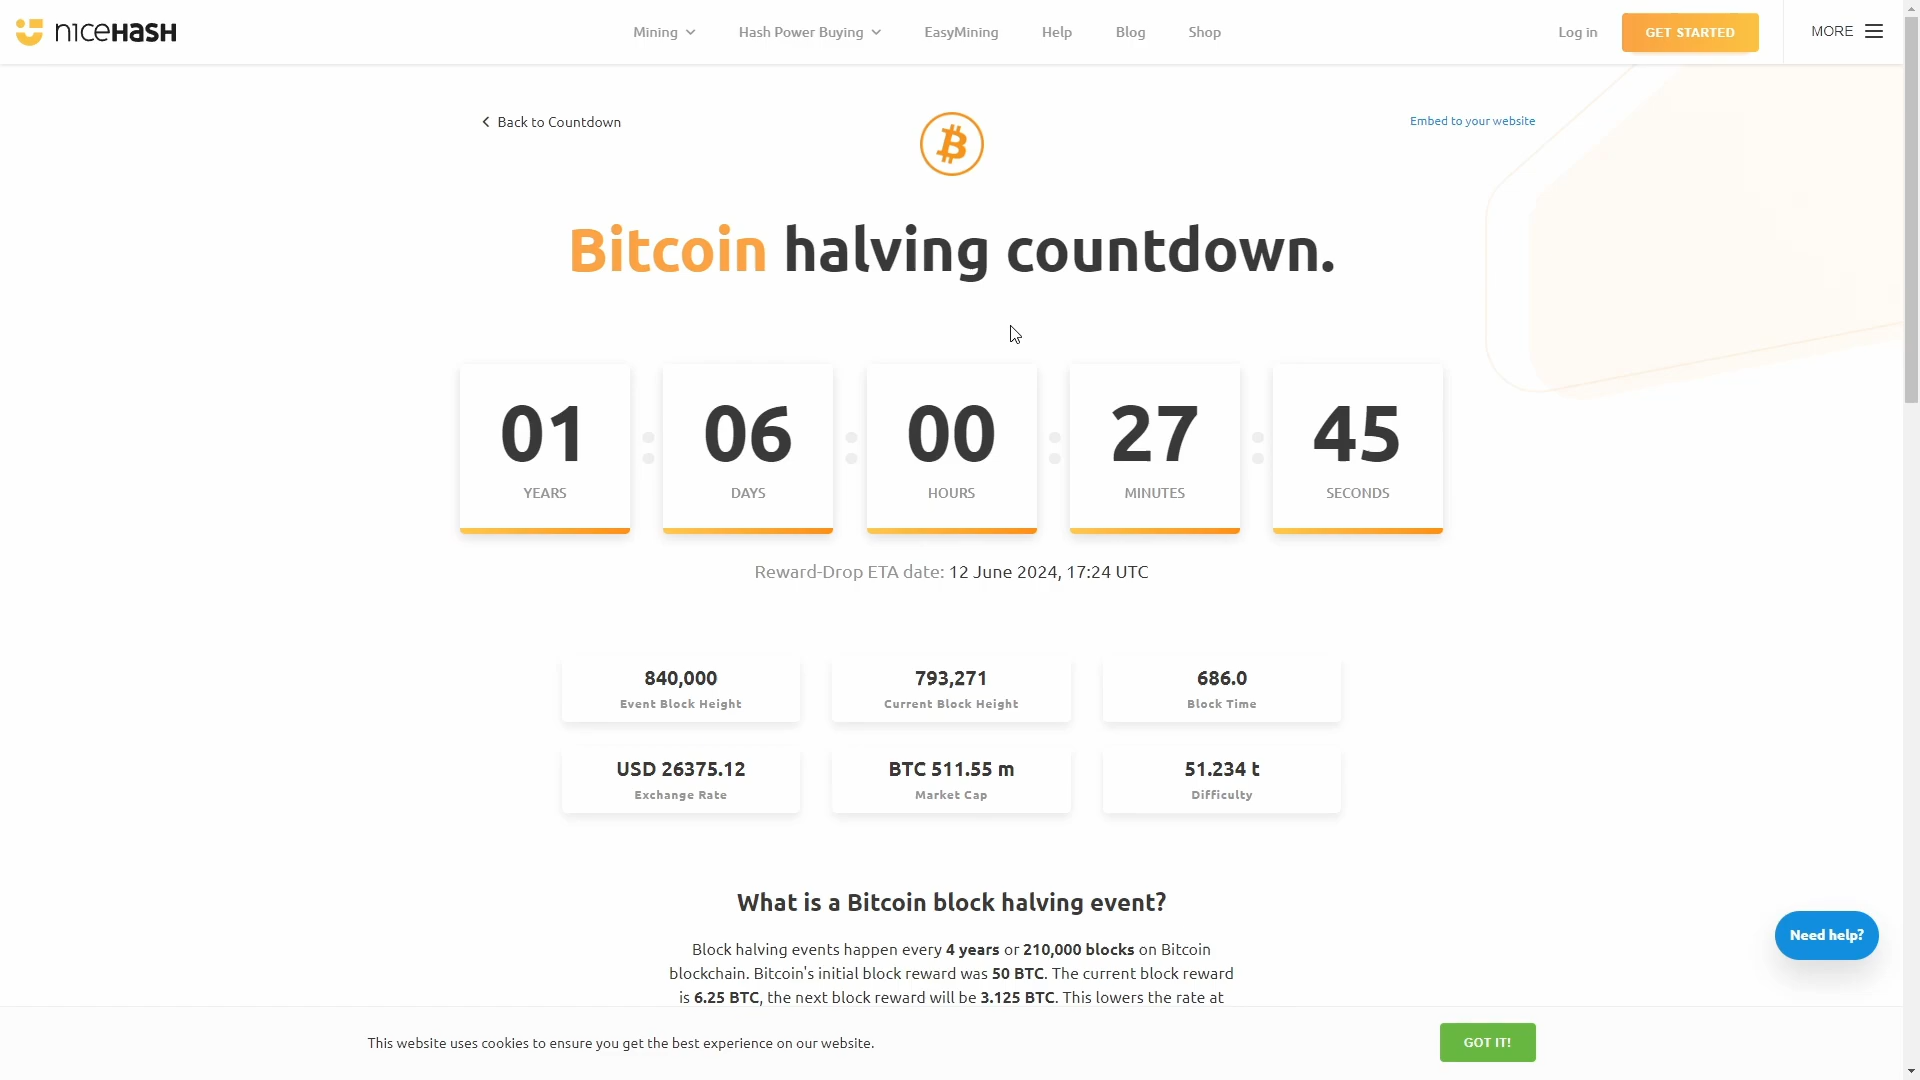 niceHASH
Mining
Hash Power Buying
EasyMining
Help
Blog
Shop
Log in
GET STARTED
MORE
Back to Countdown
Embed to your website
Bitcoin halving countdown.
01
06
00
27
45
YEARS
DAYS
HOURS
MINUTES
SECONDS
Reward-Drop ETA date: 12 June 2024, 17:24 UTC
840,000
Event Block Height
793,271
Current Block Height
686.0
Block Time
USD 26375.12
Exchange Rate
BTC 511.55 m
Market Cap
51.234 t
Difficulty
What is a Bitcoin block halving event?
Block halving events happen every 4 years or 210,000 blocks on Bitcoin
blockchain. Bitcoin's initial block reward was 50 BTC. The current block reward
is 6.25 BTC, the next block reward will be 3.125 BTC. This lowers the rate at
Need help?
This website uses cookies to ensure you get the best experience on our website.
GOT IT!